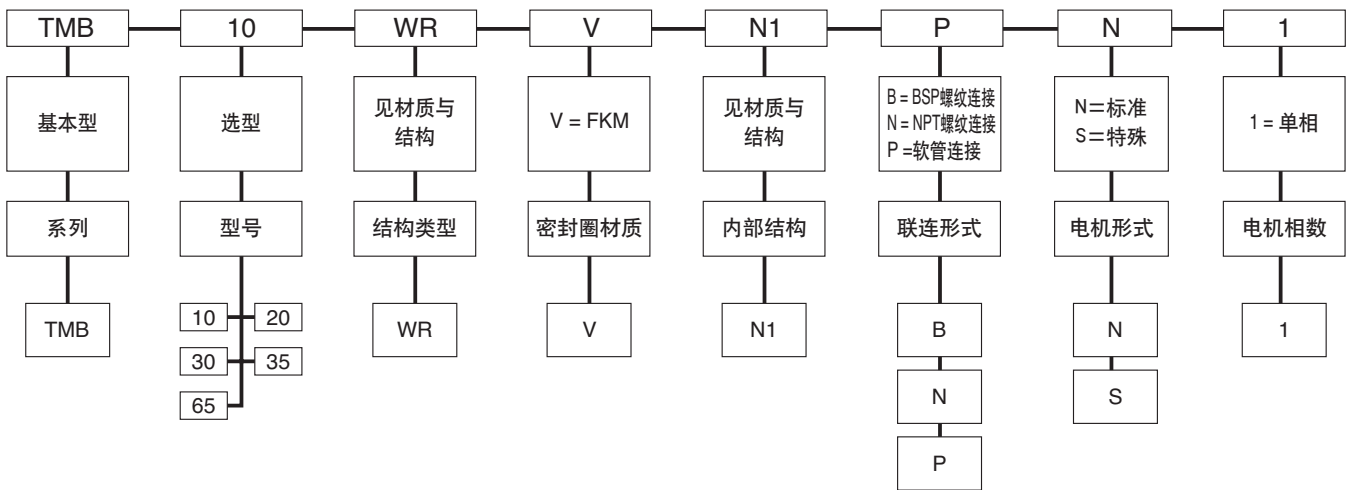 TMB 10 WR V N1 P N 1
基本型
选型
见材质与
结构
V = FKM
见材质与
结构
B = BSP螺纹连接
N = NPT螺纹连接
P =软管连接
N＝标准
S＝特殊
1 = 单相
系列
型号
结构类型
密封圈材质
内部结构
联连形式
电机形式
电机相数
TMB
10 20
30 35
65
WR
V
N1
B
N
P
N
S
1